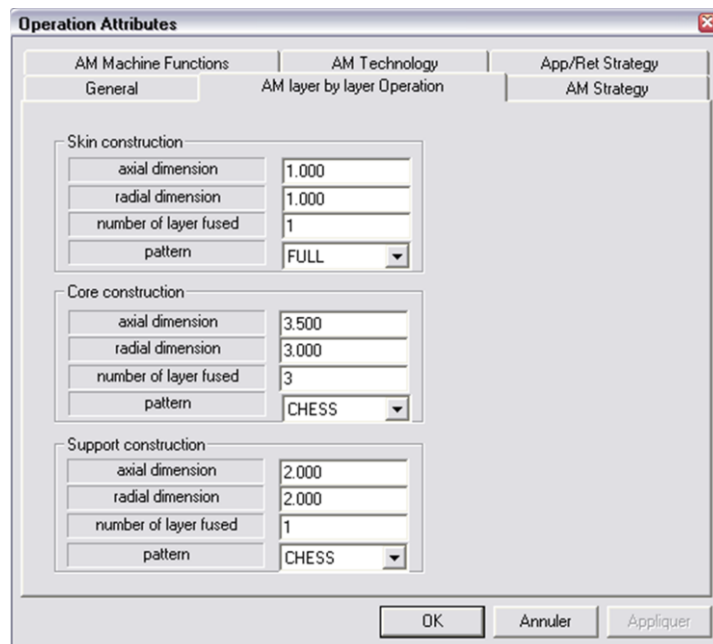 Operation Attributes
AM Machine Functions AM Technology App/Ret Strategy
General AM layer by layer Operation AM Strategy
Skin construction
axial dimension 1.000
radial dimension 1.000
number of layer fused 1
pattern FULL
Core construction
axial dimension 3.500
radial dimension 3.000
number of layer fused 3
pattern CHESS
Support construction
axial dimension 2.000
radial dimension 2.000
number of layer fused 1
pattern CHESS
OK Annuler Appliquer